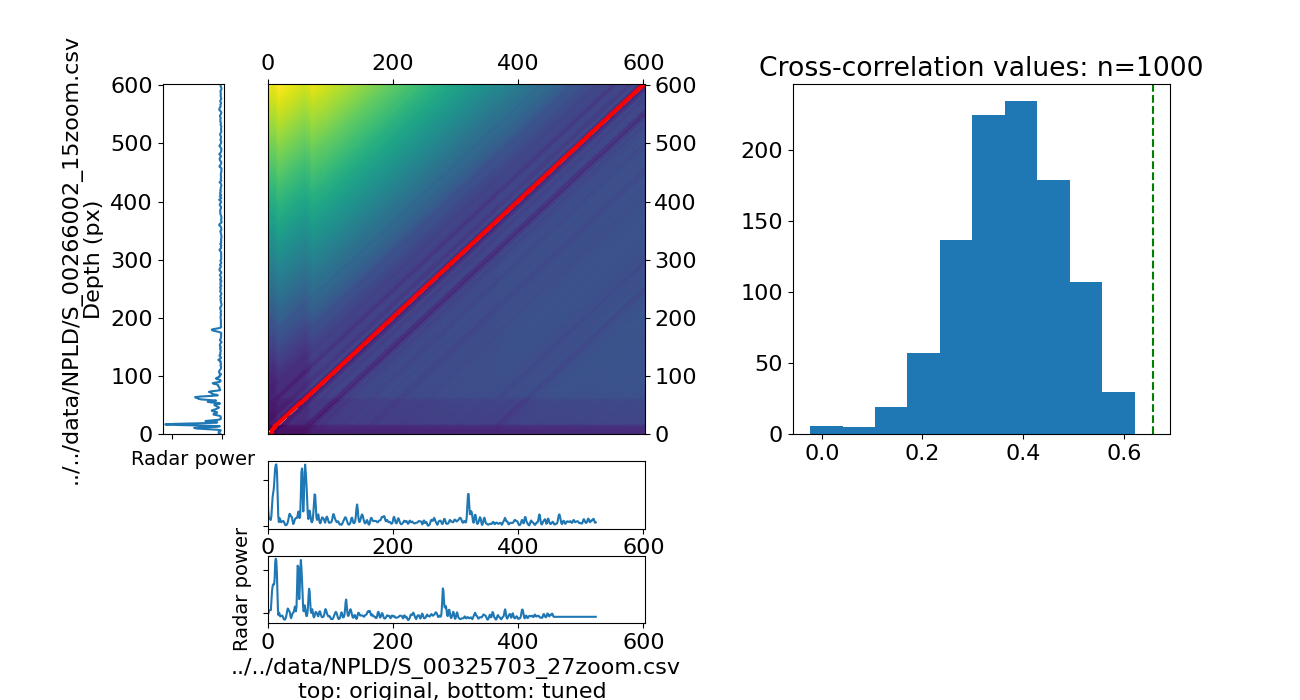 ../../data/NPLD/S_00266002_15zoom.csv
Depth (px)
600
500
400
300
200
100
0
Radar power
0 200 400 600
600
500
400
300
200
100
0
0 200 400 600
Radar power
0 200 400 600
../../data/NPLD/S_00325703_27zoom.csv
top: original, bottom: tuned
Cross-correlation values: n=1000
200
150
100
50
0
0.0 0.2 0.4 0.6